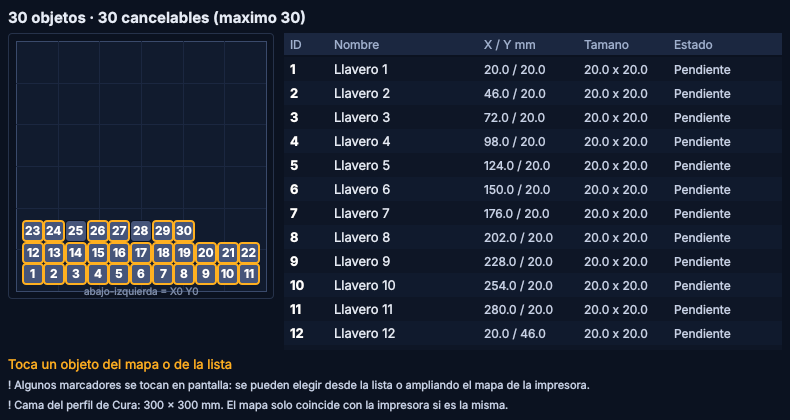 30 objetos · 30 cancelables (maximo 30)
ID Nombre X / Y mm Tamano Estado
1 Llavero 1 20.0 / 20.0 20.0 x 20.0 Pendiente
2 Llavero 2 46.0 / 20.0 20.0 x 20.0 Pendiente
3 Llavero 3 72.0 / 20.0 20.0 x 20.0 Pendiente
4 Llavero 4 98.0 / 20.0 20.0 x 20.0 Pendiente
5 Llavero 5 124.0 / 20.0 20.0 x 20.0 Pendiente
6 Llavero 6 150.0 / 20.0 20.0 x 20.0 Pendiente
7 Llavero 7 176.0 / 20.0 20.0 x 20.0 Pendiente
8 Llavero 8 202.0 / 20.0 20.0 x 20.0 Pendiente
9 Llavero 9 228.0 / 20.0 20.0 x 20.0 Pendiente
10 Llavero 10 254.0 / 20.0 20.0 x 20.0 Pendiente
11 Llavero 11 280.0 / 20.0 20.0 x 20.0 Pendiente
12 Llavero 12 20.0 / 46.0 20.0 x 20.0 Pendiente
23 24 25 26 27 28 29 30
12 13 14 15 16 17 18 19 20 21 22
1 2 3 4 5 6 7 8 9 10 11
abajo-izquierda = X0 Y0
Toca un objeto del mapa o de la lista
! Algunos marcadores se tocan en pantalla: se pueden elegir desde la lista o ampliando el mapa de la impresora.
! Cama del perfil de Cura: 300 × 300 mm. El mapa solo coincide con la impresora si es la misma.